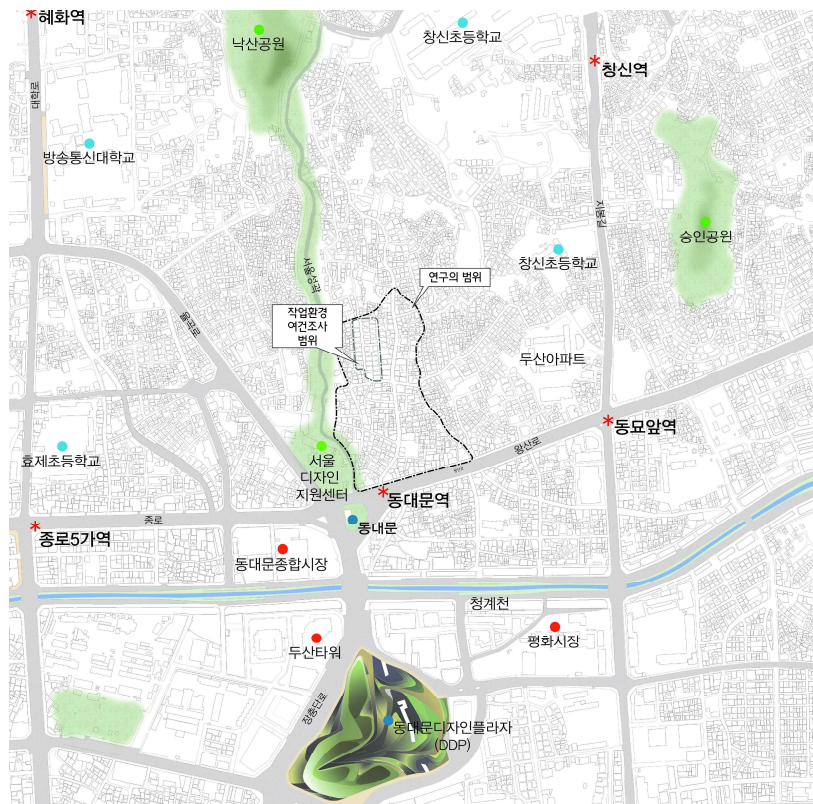 혜화역
낙산공원
창신초등학교
창신역
대학로
방송통신대학교
지봉길
승인공원
창신초등학교
서울성곽
연구의 범위
작업환경
여건조사
범위
율곡로
두산아파트
동묘앞역
왕산로
효제초등학교
서울
디자인
지원센터
동대문역
종로
동대문
종로5가역
동대문종합시장
청계천
평화시장
두산타워
장충단로
동대문디자인플라자
(DDP)